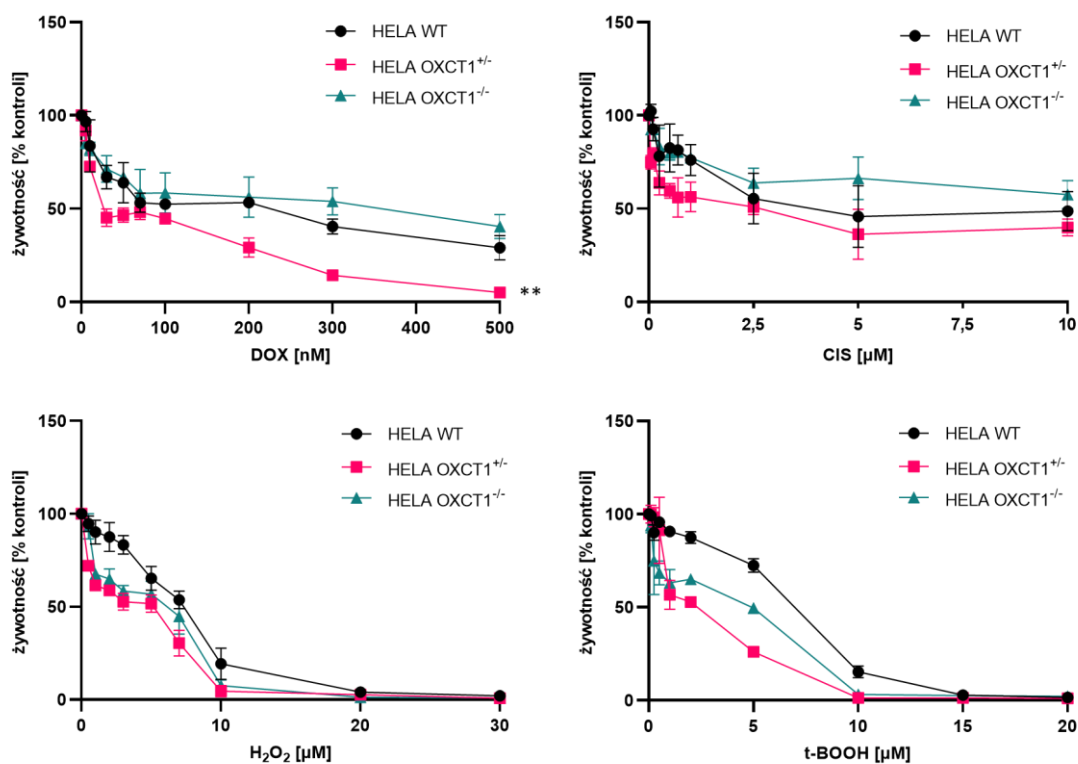 150
100
50
0
żywotność [% kontroli]
0
100
200
300
400
500
DOX [nM]
HELA WT
HELA OXCT1+/-
HELA OXCT1-/-
**
150
100
50
0
żywotność [% kontroli]
0
2,5
5
7,5
10
CIS [µM]
HELA WT
HELA OXCT1+/-
HELA OXCT1-/-
150
100
50
0
żywotność [% kontroli]
0
10
20
30
H₂O₂ [µM]
HELA WT
HELA OXCT1+/-
HELA OXCT1-/-
150
100
50
0
żywotność [% kontroli]
0
5
10
15
20
t-BOOH [µM]
HELA WT
HELA OXCT1+/-
HELA OXCT1-/-